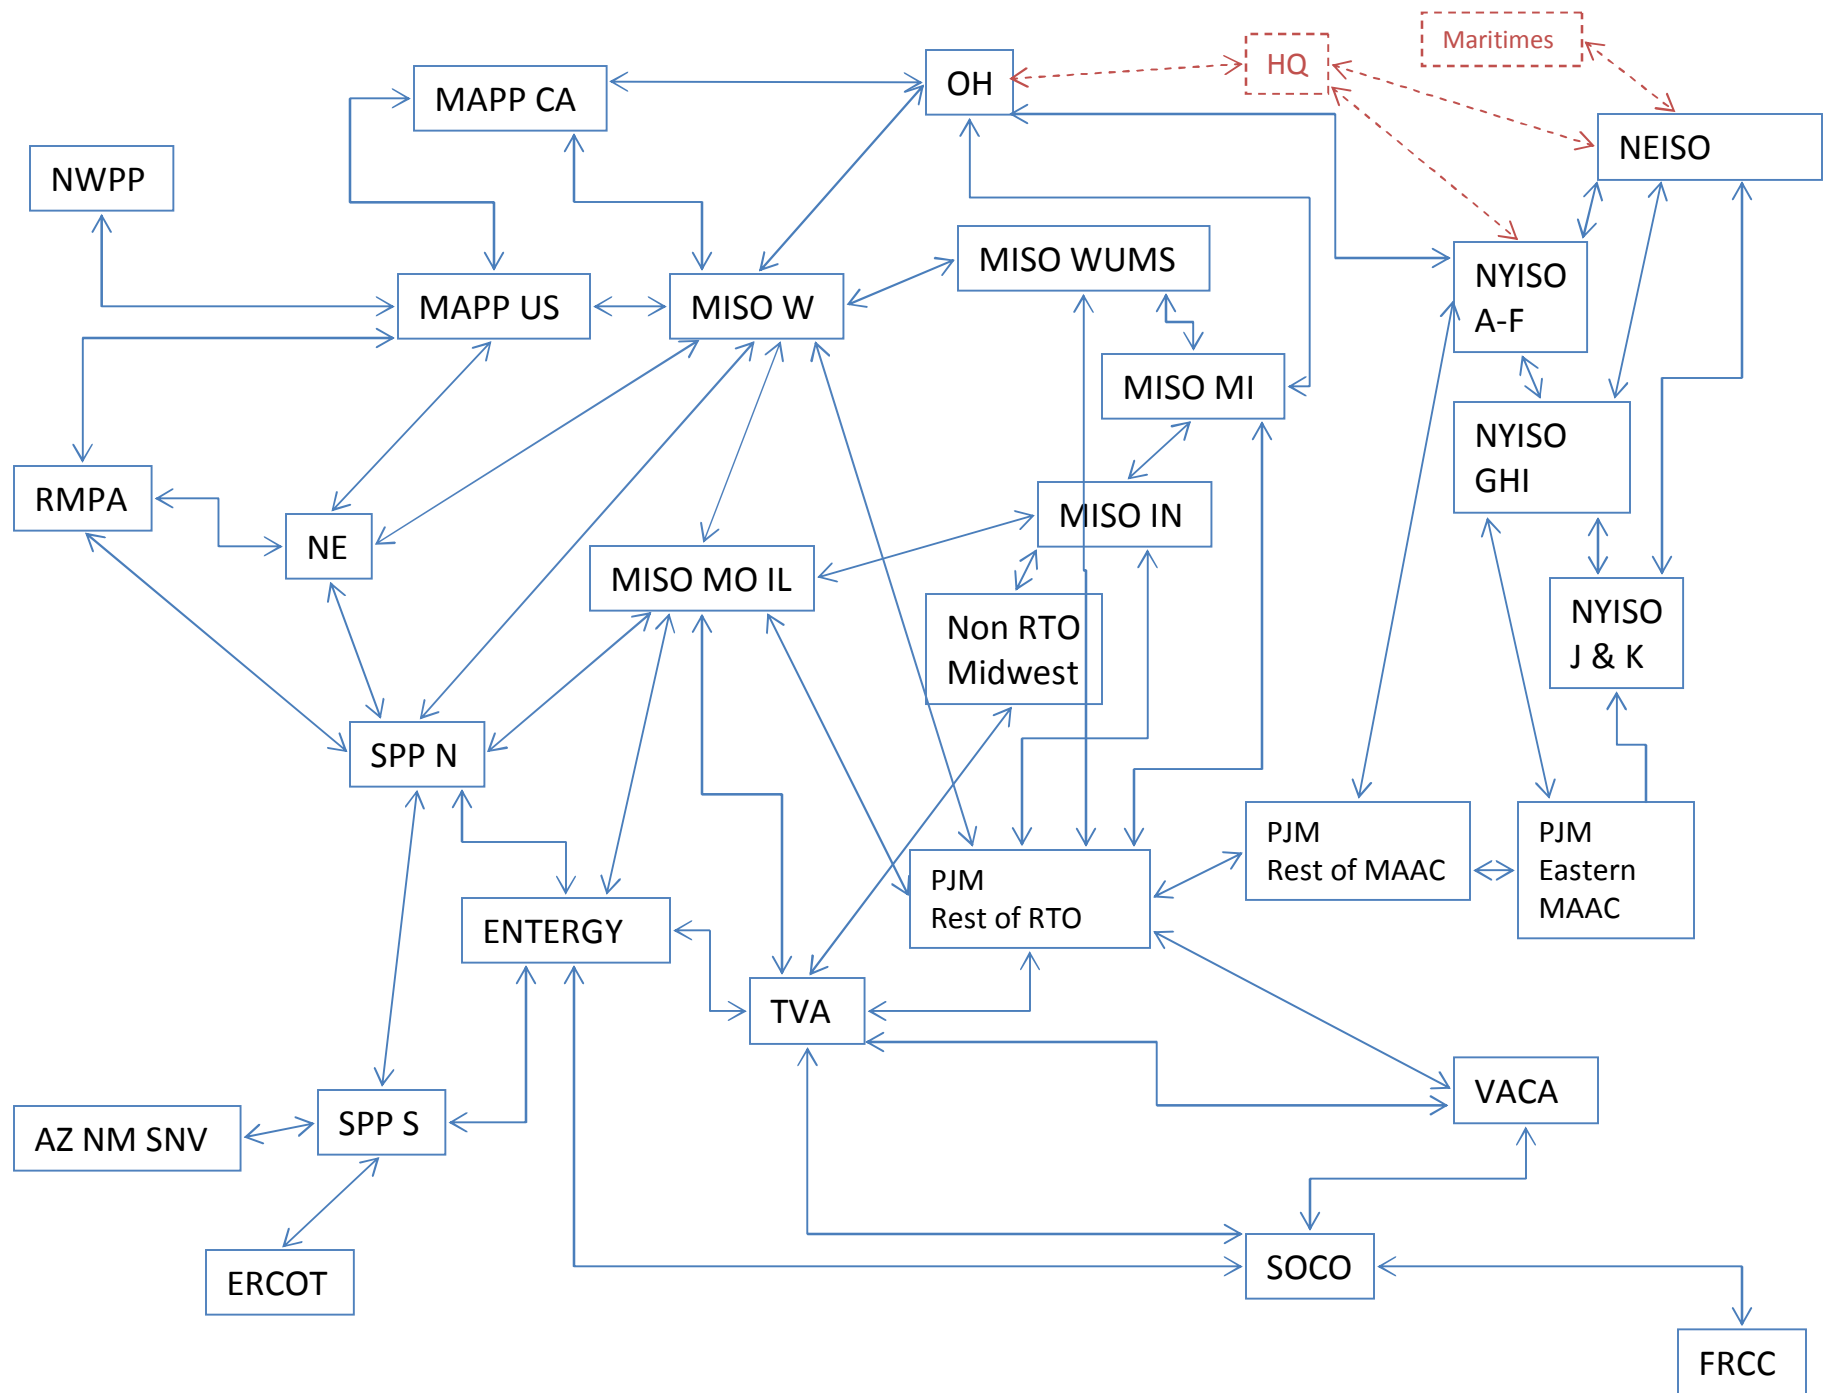 Maritimes
HQ
OH
MAPP CA
NEISO
NWPP
MISO WUMS
NYISO
A-F
MAPP US
MISO W
MISO MI
NYISO
GHI
RMPA
MISO IN
NE
MISO MO IL
Non RTO
Midwest
NYISO
J & K
SPP N
PJM
Rest of MAAC
PJM
Eastern
MAAC
PJM
Rest of RTO
ENTERGY
TVA
VACA
SPP S
AZ NM SNV
SOCO
ERCOT
FRCC